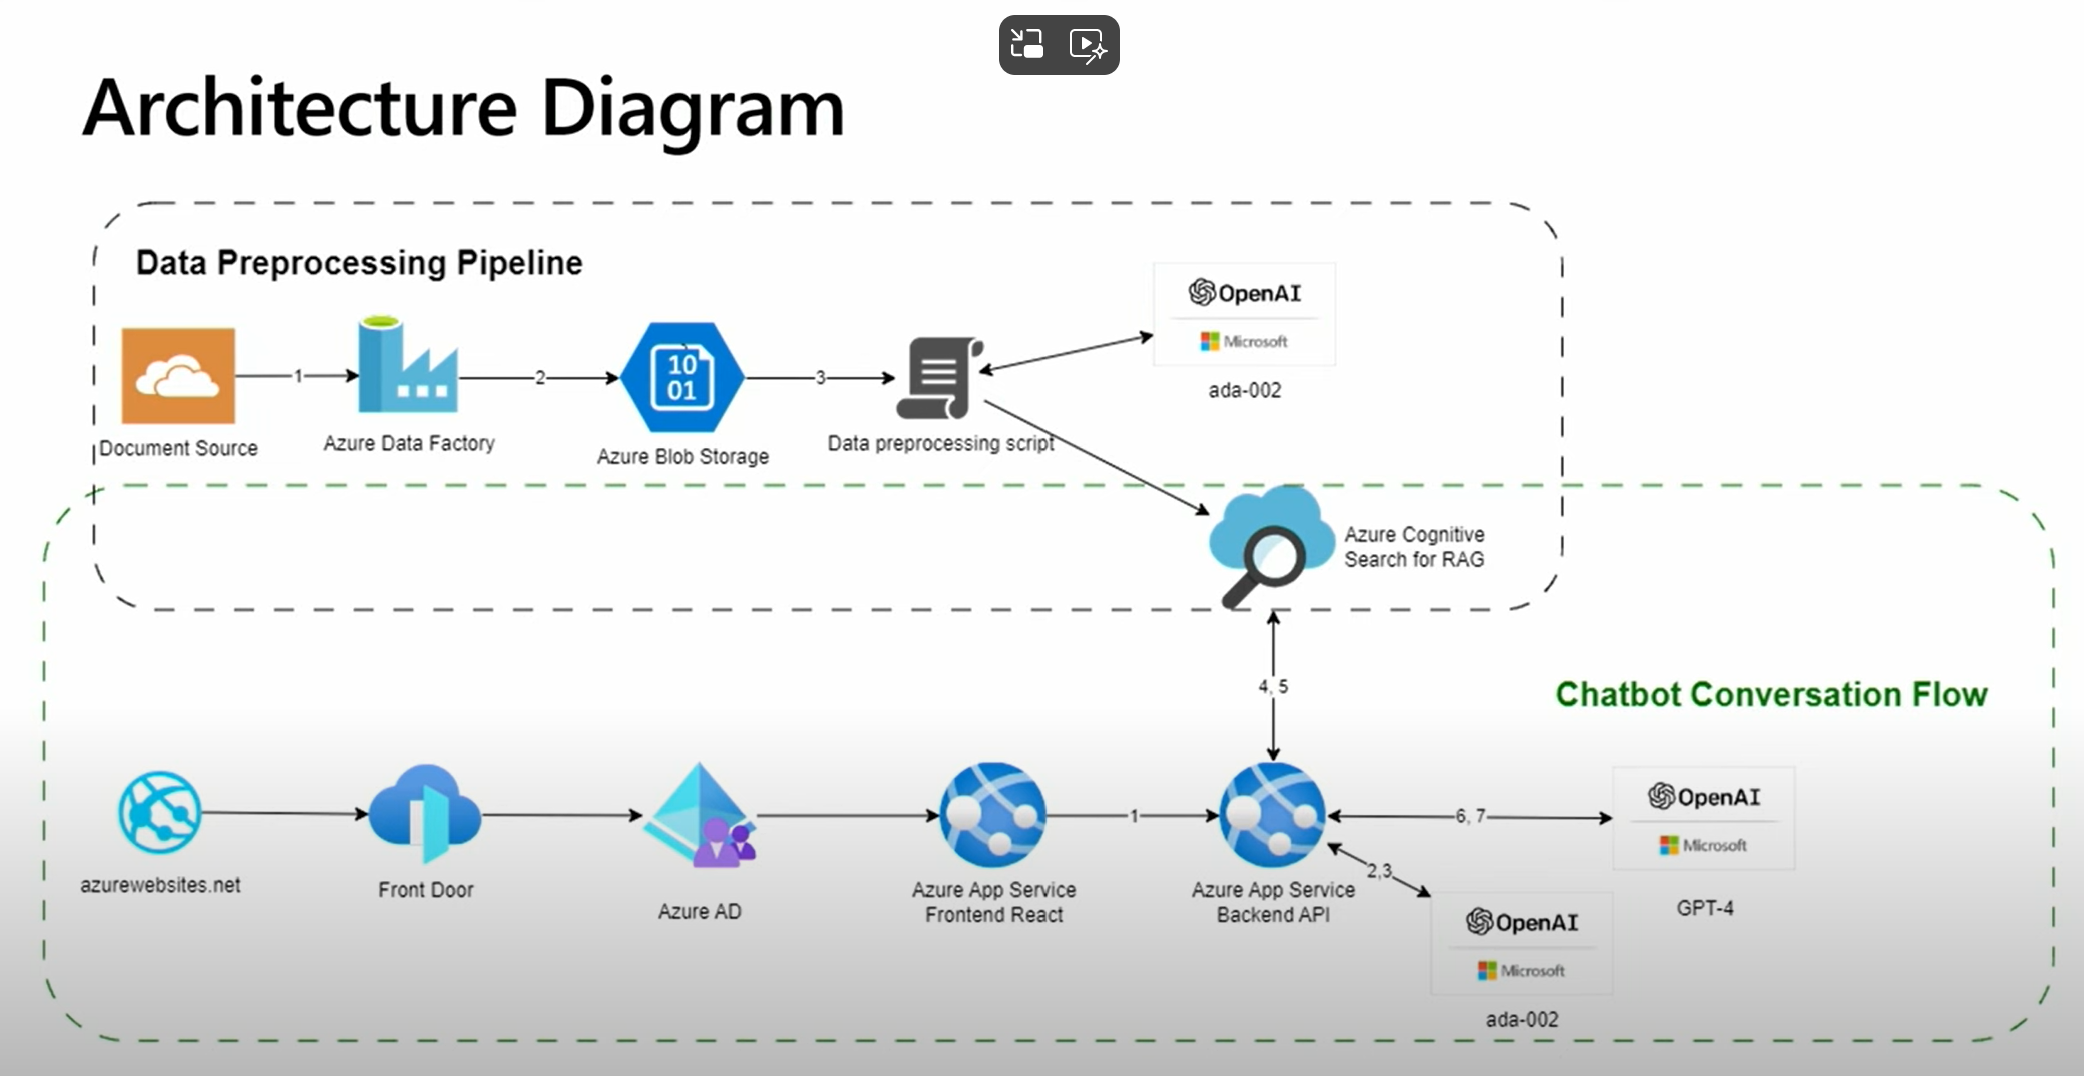 Architecture Diagram
Data Preprocessing Pipeline
OpenAI
Microsoft
ada-002
1
2
10
01
3
Document Source
Azure Data Factory
Azure Blob Storage
Data preprocessing script
Azure Cognitive
Search for RAG
4, 5
Chatbot Conversation Flow
azurewebsites.net
Front Door
Azure AD
Azure App Service
Frontend React
1
Azure App Service
Backend API
6, 7
OpenAI
Microsoft
GPT-4
2,3
OpenAI
Microsoft
ada-002